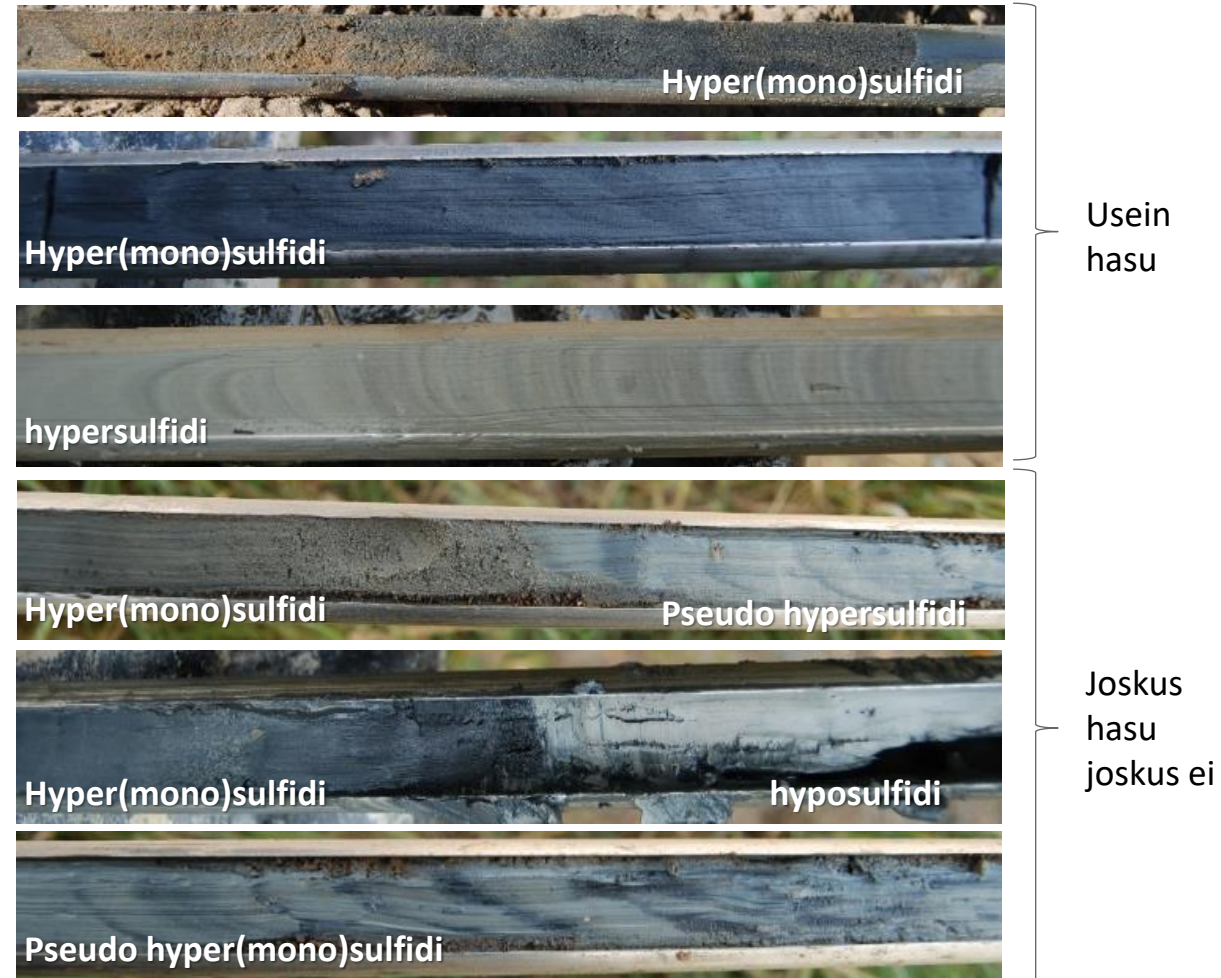 Hyper(mono)sulfidi
Hyper(mono)sulfidi
hypersulfidi
Usein
hasu
Hyper(mono)sulfidi
Pseudo hypersulfidi
Hyper(mono)sulfidi
hyposulfidi
Pseudo hyper(mono)sulfidi
Joskus
hasu
joskus ei